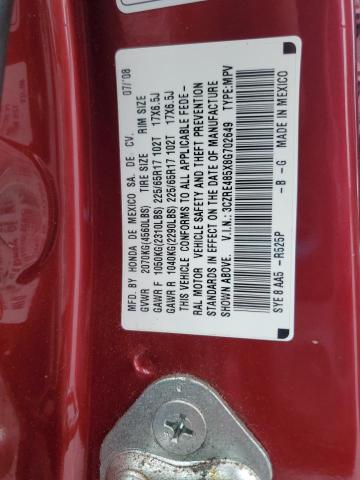 MFD. BY HONDA DE MEXICO SA. DE CV. 07/'08
GVWR 2070KG(4560LBS) TIRE SIZE RIM SIZE
GAWR F 1050KG(2310LBS) 225/65R17 102T 17X6.5J
GAWR R 1040KG(2290LBS) 225/65R17 102T 17X6.5J
THIS VEHICLE CONFORMS TO ALL APPLICABLE FEDE-
RAL MOTOR VEHICLE SAFETY AND THEFT PREVENTION
STANDARDS IN EFFECT ON THE DATE OF MANUFACTURE
SHOWN ABOVE. V.I.N.: 3CZRE485X8G702649 TYPE:MPV
SYE 8 AA5 -R525P -B -G MADE IN MEXICO